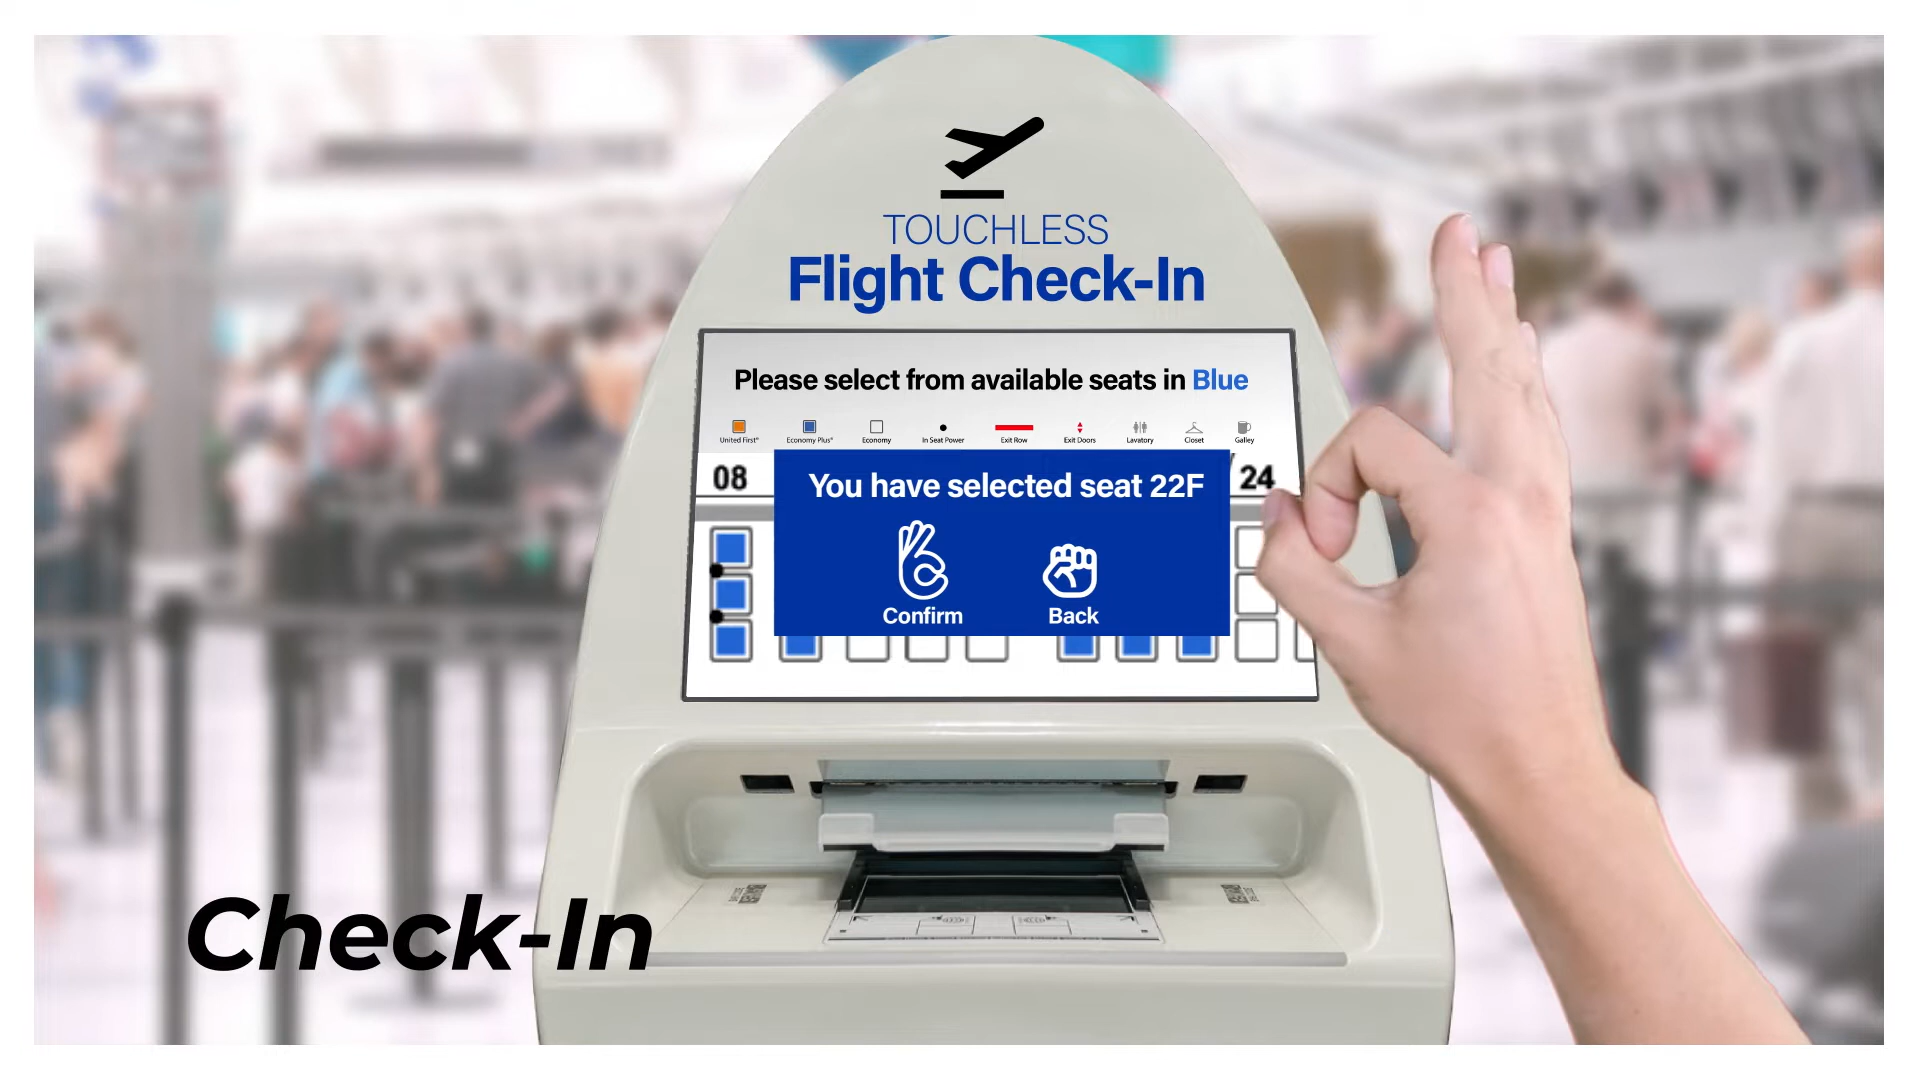 TOUCHLESS
Flight Check-In
Please select from available seats in Blue
United First® Economy Plus® Economy In Seat Power Exit Row Exit Doors Lavatory Closet Galley
08 24
You have selected seat 22F
Confirm Back
Check-In